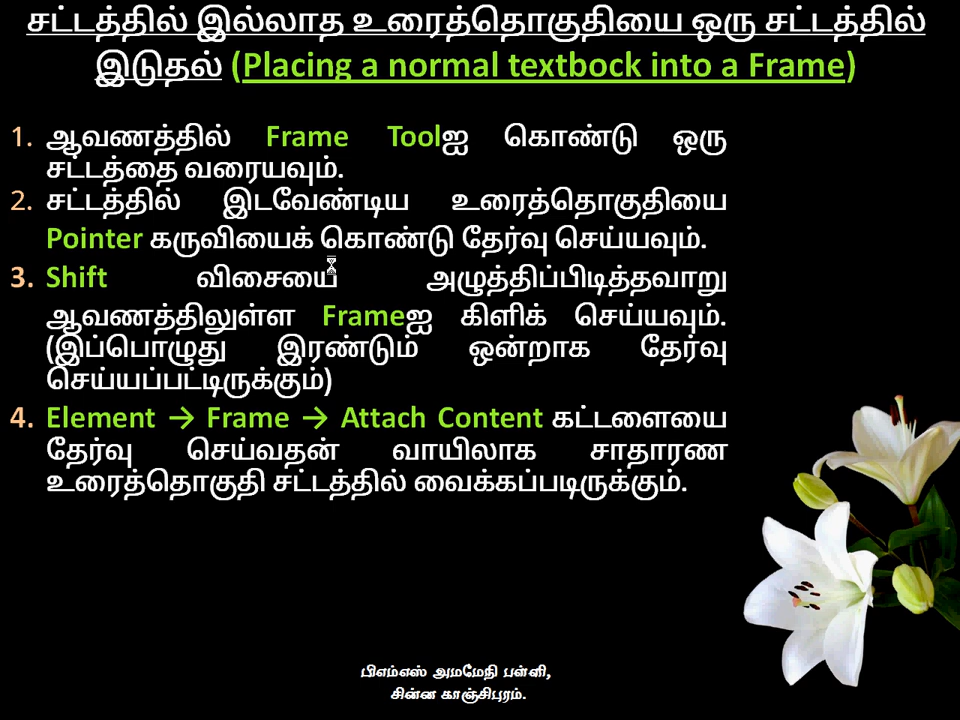 சட்டத்தில் இல்லாத உரைத்தொகுதியை ஒரு சட்டத்தில்
இடுதல் (Placing a normal textbock into a Frame)
1. ஆவணத்தில் Frame Toolஐ கொண்டு ஒரு
சட்டத்தை வரையவும்.
2. சட்டத்தில் இடவேண்டிய உரைத்தொகுதியை
Pointer கருவியைக் கொண்டு தேர்வு செய்யவும்.
3. Shift விசையை அழுத்திப்பிடித்தவாறு
ஆவணத்திலுள்ள Frameஐ கிளிக் செய்யவும்.
(இப்பொழுது இரண்டும் ஒன்றாக தேர்வு
செய்யப்பட்டிருக்கும்)
4. Element → Frame → Attach Content கட்டளையை
தேர்வு செய்வதன் வாயிலாக சாதாரண
உரைத்தொகுதி சட்டத்தில் வைக்கப்படிருக்கும்.
பிஎம்எஸ் அமமேநி பள்ளி,
சின்ன காஞ்சிபுரம்.